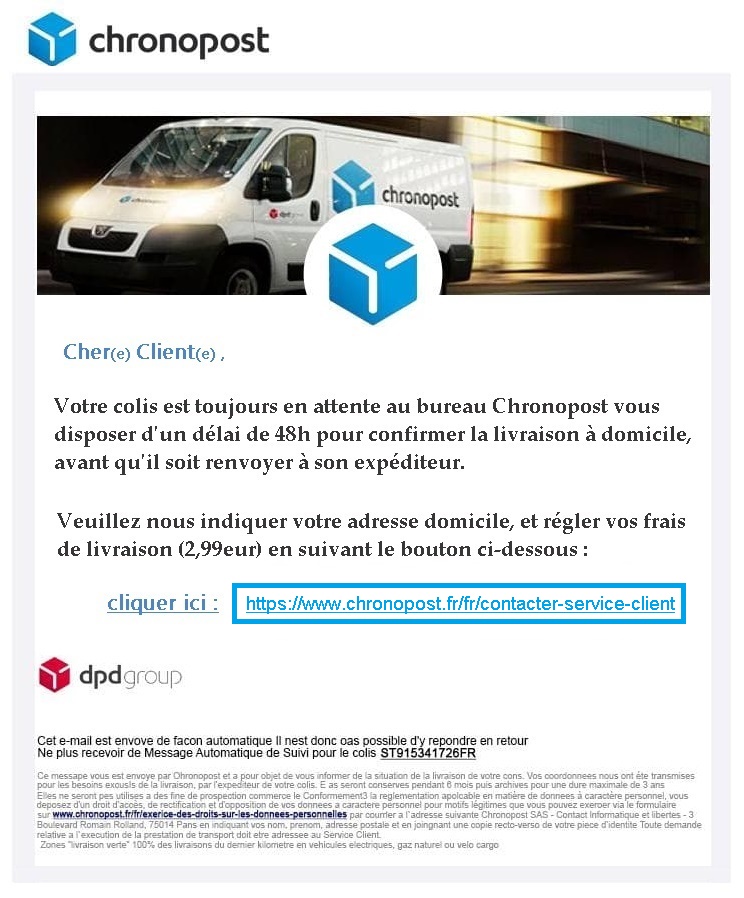 chronopost
chronopost
chronopost
dpdgroup
Cher(e) Client(e) ,
Votre colis est toujours en attente au bureau Chronopost vous
disposer d'un délai de 48h pour confirmer la livraison à domicile,
avant qu'il soit renvoyer à son expéditeur.
Veuillez nous indiquer votre adresse domicile, et régler vos frais
de livraison (2,99eur) en suivant le bouton ci-dessous :
cliquer ici : https://www.chronopost.fr/fr/contacter-service-client
dpdgroup
Cet e-mail est envove de facon automatique Il nest donc oas possible d'y repondre en retour
Ne plus recevoir de Message Automatique de Suivi pour le colis ST915341726FR
Ce message vous est envoye par Ohronopost et a pour objet de vous informer de la situation de la livraison de votre cons. Vos coordonnees nous ont éte transmises
pour les besoins exousls de la livraison, par l'expediteur de votre colis. E as seront conserves pendant 6 mois puis archives pour une dure maximale de 3 ans
Elles ne seront pes utilises a des fine de prospection commerce le Conformement3 la reglementation apolcable en matière de donnees à caractère personnel, vous
deposez d'un droit d'accès, de rectification et d'opposition de vos donnees a caractere personnel pour motifs légitimes que vous pouvez exeroer via le formulaire
sur www.chronopost.fr/fr/exerioe-des-droits-sur-les-donnees-personnelles par courrler a l'adresse suivante Chronopost SAS - Contact Informatique et libertes - 3
Boulevard Romain Rolland, 75014 Pans en indiquant vos nom, prenom, adresse postale et en joingnant une copie recto-verso de votre piece d'identite Toute demande
relative a l'execution de la prestation de transport doit etre adressee au Service Client.
Zones "livraison verte" 100% des livraisons du demier kilometre en vehicules electriques, gaz naturel ou velo cargo